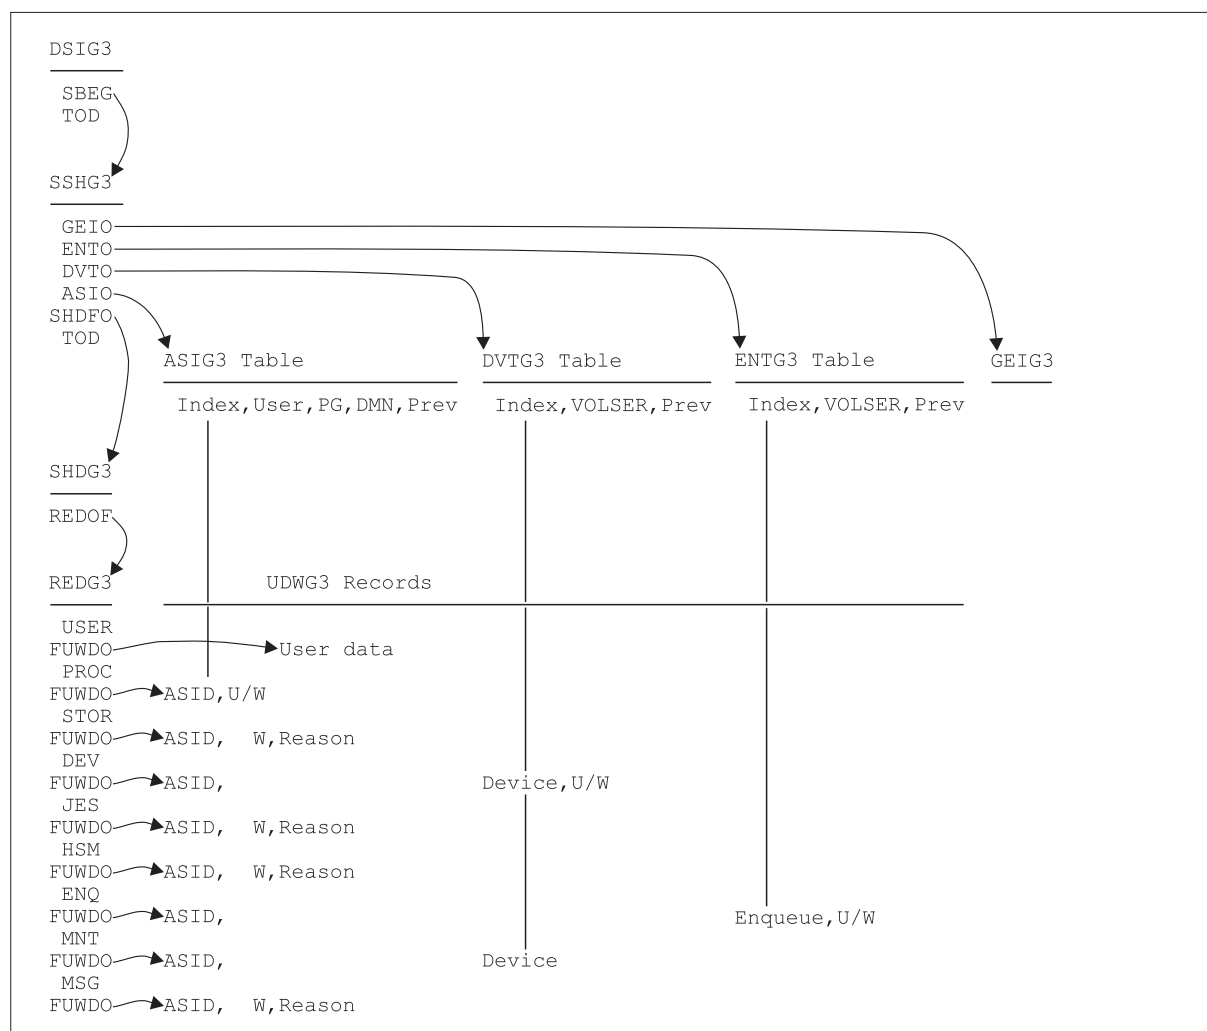 DSIG3
SBEG
TOD
SSHG3
GEIO
ENTO
DVTO
ASIO
SHDFO
TOD
ASIG3 Table DVTG3 Table ENTG3 Table GEIG3
Index,User,PG,DMN,Prev Index,VOLSER,Prev Index,VOLSER,Prev
SHDG3
REDOF
REDG3 UDWG3 Records
USER
FUWDO User data
PROC
FUWDO ASID,U/W
STOR
FUWDO ASID, W,Reason
DEV
FUWDO ASID, Device,U/W
JES
FUWDO ASID, W,Reason
HSM
FUWDO ASID, W,Reason
ENQ
FUWDO ASID, Enqueue,U/W
MNT
FUWDO ASID, Device
MSG
FUWDO ASID, W,Reason